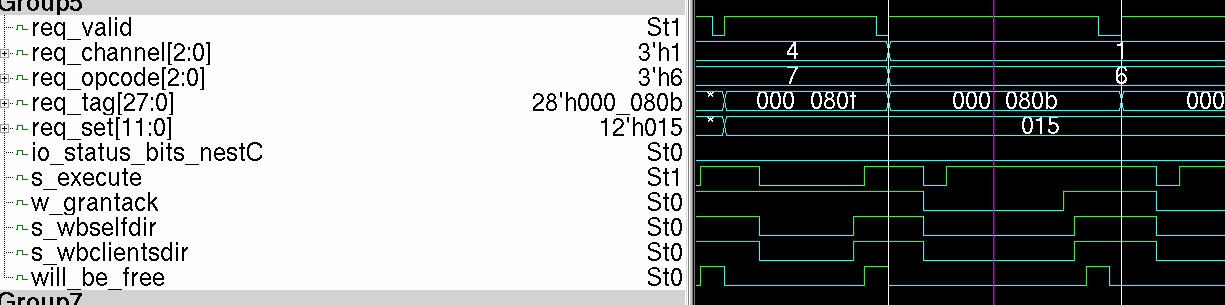 Group5
req_valid St1
req_channel[2:0] 3'h1 4 1
req_opcode[2:0] 3'h6 7 6
req_tag[27:0] 28'h000_080b * 000_080f 000_080b 000
req_set[11:0] 12'h015 * 015
io_status_bits_nestC St0
s_execute St1
w_grantack St0
s_wbselfdir St0
s_wbclientsdir St0
will_be_free St0
Group7